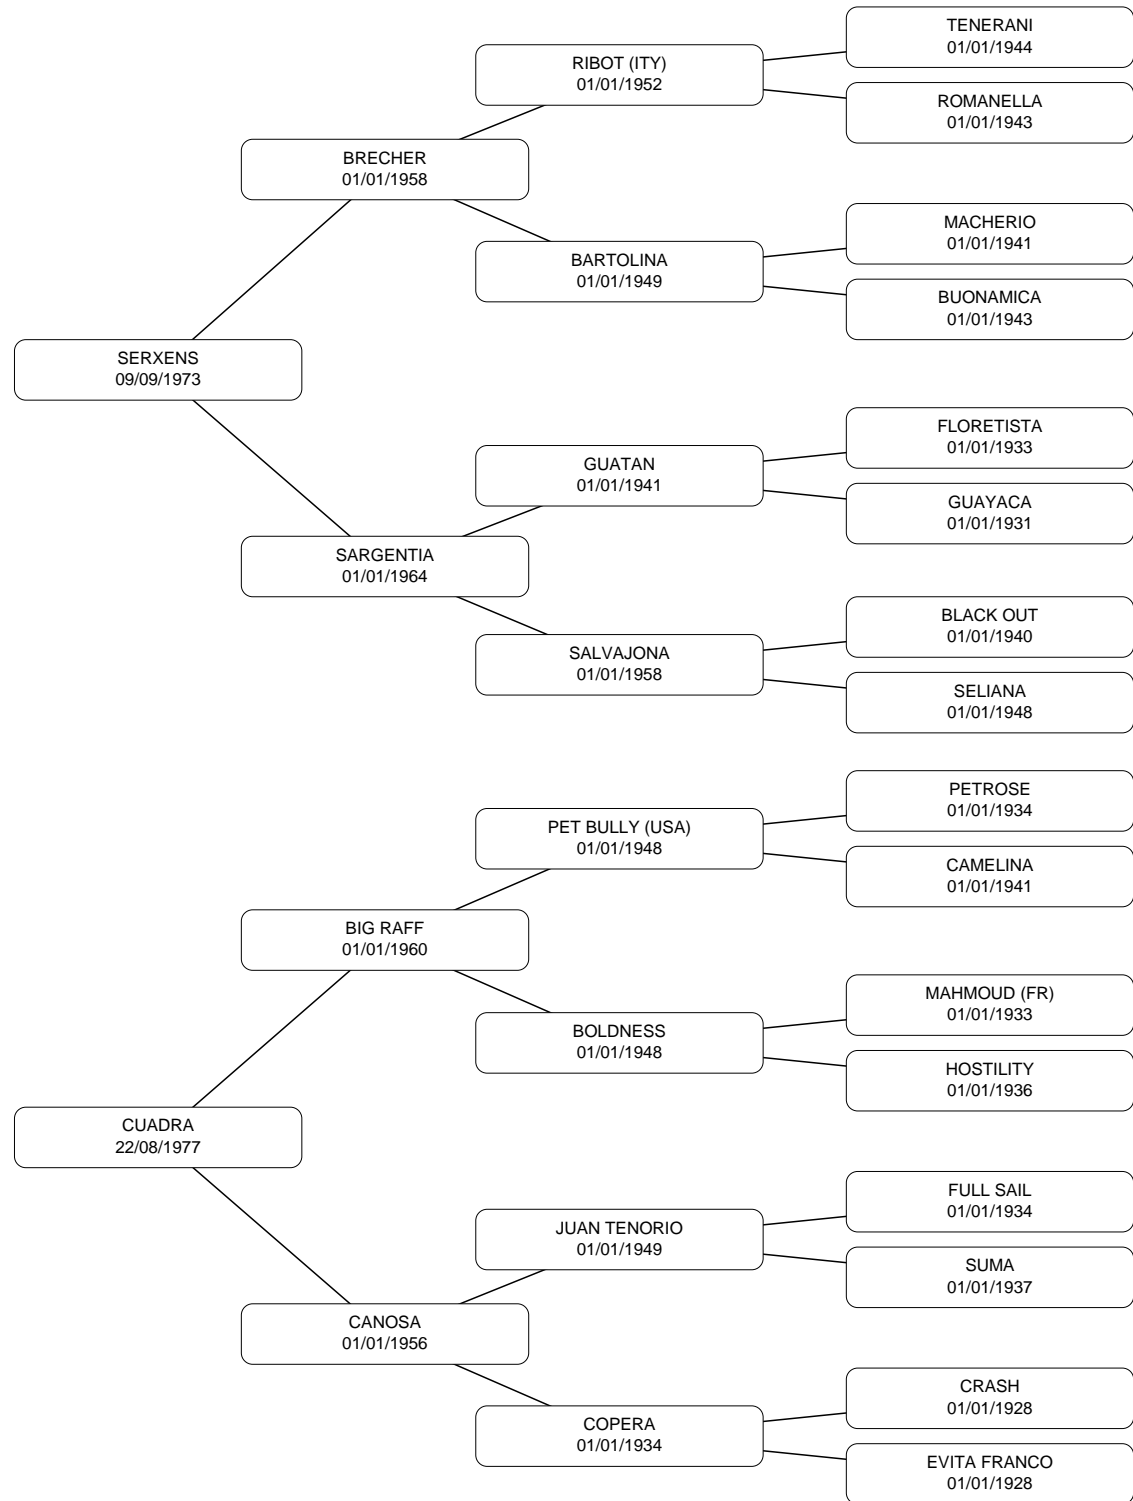 TENERANI
01/01/1944
RIBOT (ITY)
01/01/1952
ROMANELLA
01/01/1943
BRECHER
01/01/1958
MACHERIO
01/01/1941
BARTOLINA
01/01/1949
BUONAMICA
01/01/1943
SERXENS
09/09/1973
FLORETISTA
01/01/1933
GUATAN
01/01/1941
GUAYACA
01/01/1931
SARGENTIA
01/01/1964
BLACK OUT
01/01/1940
SALVAJONA
01/01/1958
SELIANA
01/01/1948
PETROSE
01/01/1934
PET BULLY (USA)
01/01/1948
CAMELINA
01/01/1941
BIG RAFF
01/01/1960
MAHMOUD (FR)
01/01/1933
BOLDNESS
01/01/1948
HOSTILITY
01/01/1936
CUADRA
22/08/1977
FULL SAIL
01/01/1934
JUAN TENORIO
01/01/1949
SUMA
01/01/1937
CANOSA
01/01/1956
CRASH
01/01/1928
COPERA
01/01/1934
EVITA FRANCO
01/01/1928